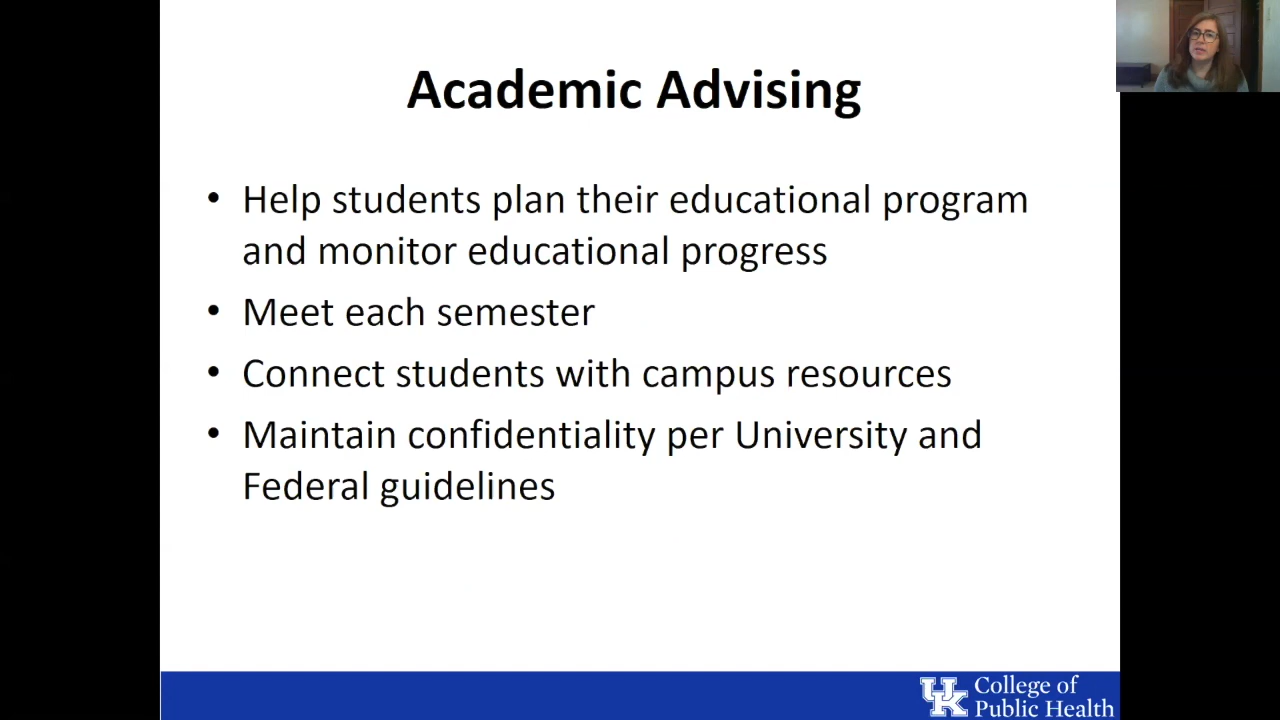 Academic Advising
• Help students plan their educational program
and monitor educational progress
• Meet each semester
• Connect students with campus resources
• Maintain confidentiality per University and
Federal guidelines
UK College of
Public Health